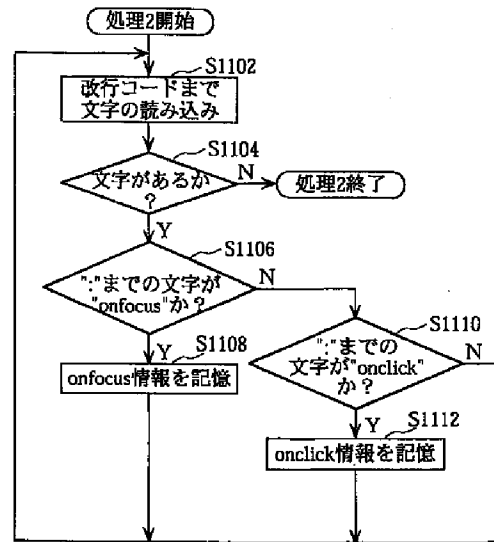 処理2開始
S1102
改行コードまで
文字の読み込み
S1104
文字があるか
?
N
処理2終了
Y
S1106
":"までの文字が
"onfocus"か?
N
Y
S1108
onfocus情報を記憶
S1110
":"までの
文字が"onclick"
か?
N
Y
S1112
onclick情報を記憶